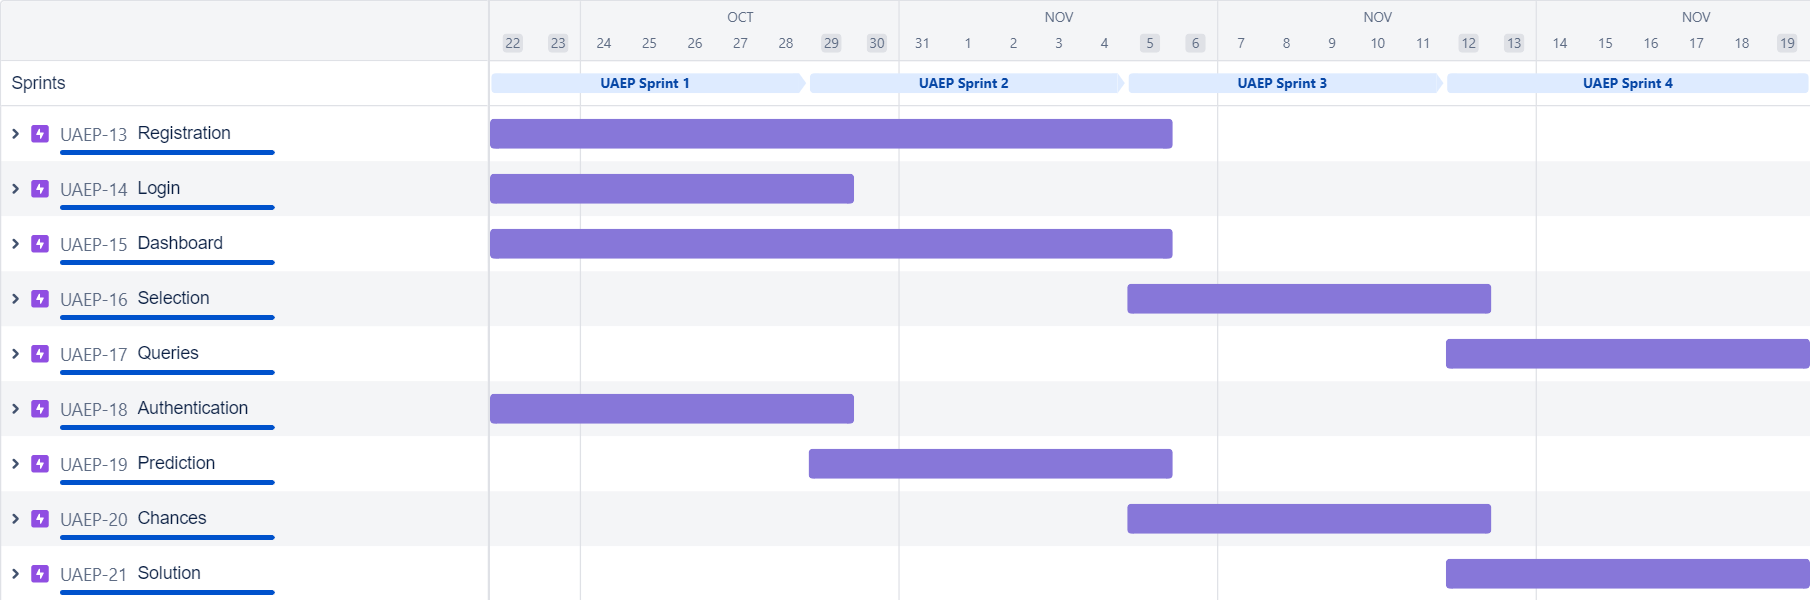 OCT NOV NOV NOV
22 23 24 25 26 27 28 29 30 31 1 2 3 4 5 6 7 8 9 10 11 12 13 14 15 16 17 18 19
Sprints UAEP Sprint 1 UAEP Sprint 2 UAEP Sprint 3 UAEP Sprint 4
UAEP-13 Registration
UAEP-14 Login
UAEP-15 Dashboard
UAEP-16 Selection
UAEP-17 Queries
UAEP-18 Authentication
UAEP-19 Prediction
UAEP-20 Chances
UAEP-21 Solution